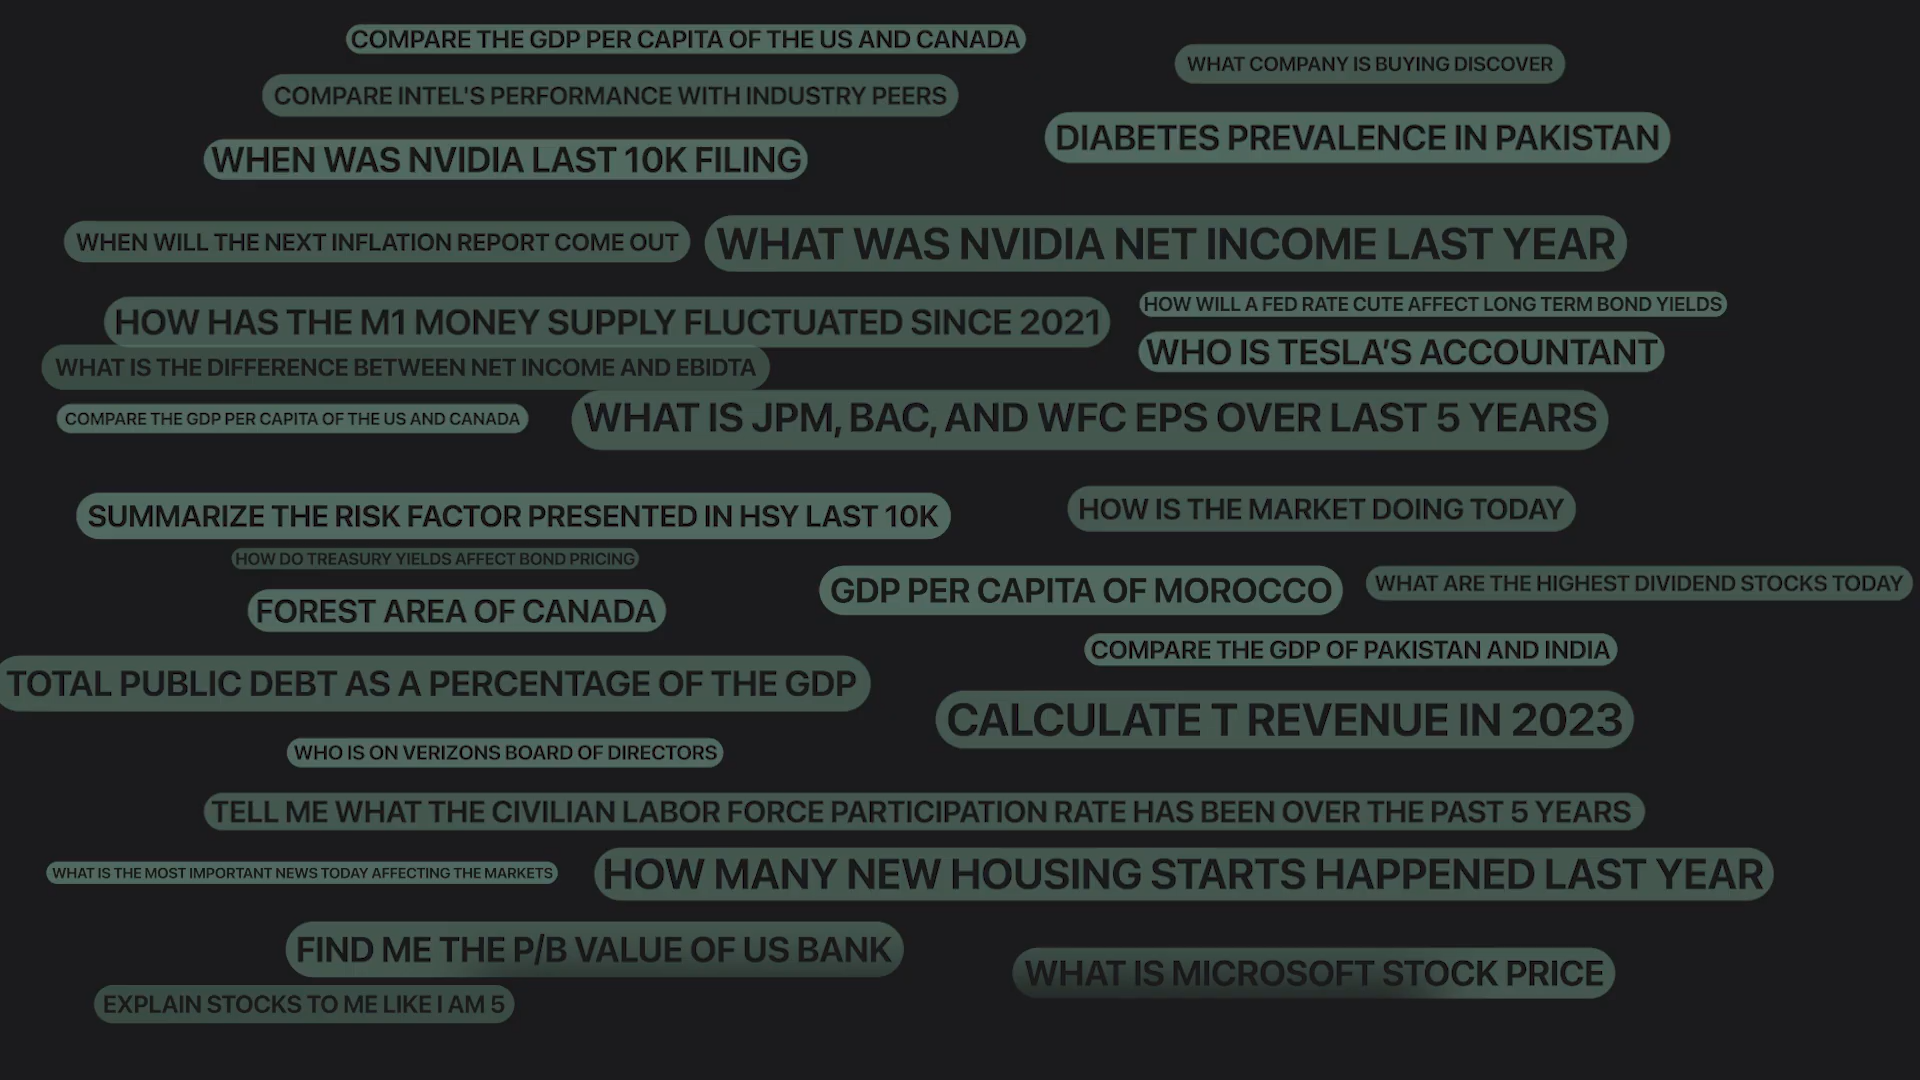 COMPARE THE GDP PER CAPITA OF THE US AND CANADA
WHAT COMPANY IS BUYING DISCOVER
COMPARE INTEL'S PERFORMANCE WITH INDUSTRY PEERS
DIABETES PREVALENCE IN PAKISTAN
WHEN WAS NVIDIA LAST 10K FILING
WHEN WILL THE NEXT INFLATION REPORT COME OUT
WHAT WAS NVIDIA NET INCOME LAST YEAR
HOW HAS THE M1 MONEY SUPPLY FLUCTUATED SINCE 2021
HOW WILL A FED RATE CUTE AFFECT LONG TERM BOND YIELDS
WHO IS TESLA’S ACCOUNTANT
WHAT IS THE DIFFERENCE BETWEEN NET INCOME AND EBIDTA
COMPARE THE GDP PER CAPITA OF THE US AND CANADA
WHAT IS JPM, BAC, AND WFC EPS OVER LAST 5 YEARS
SUMMARIZE THE RISK FACTOR PRESENTED IN HSY LAST 10K
HOW IS THE MARKET DOING TODAY
HOW DO TREASURY YIELDS AFFECT BOND PRICING
GDP PER CAPITA OF MOROCCO
WHAT ARE THE HIGHEST DIVIDEND STOCKS TODAY
FOREST AREA OF CANADA
COMPARE THE GDP OF PAKISTAN AND INDIA
TOTAL PUBLIC DEBT AS A PERCENTAGE OF THE GDP
CALCULATE T REVENUE IN 2023
WHO IS ON VERIZONS BOARD OF DIRECTORS
TELL ME WHAT THE CIVILIAN LABOR FORCE PARTICIPATION RATE HAS BEEN OVER THE PAST 5 YEARS
WHAT IS THE MOST IMPORTANT NEWS TODAY AFFECTING THE MARKETS
HOW MANY NEW HOUSING STARTS HAPPENED LAST YEAR
FIND ME THE P/B VALUE OF US BANK
WHAT IS MICROSOFT STOCK PRICE
EXPLAIN STOCKS TO ME LIKE I AM 5